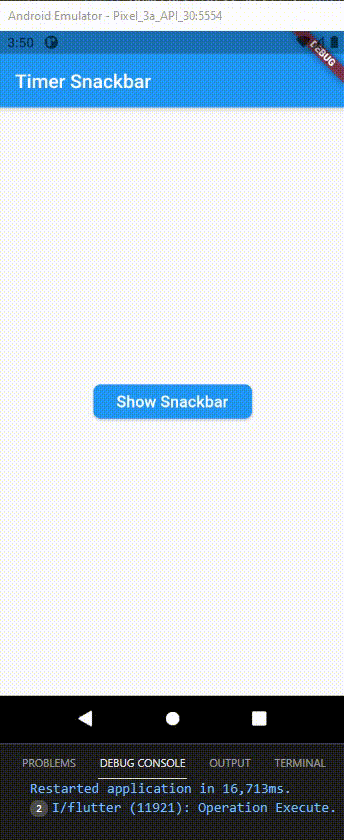 Android Emulator - Pixel_3a_API_30:5554
3:50
DEBUG
Timer Snackbar
Show Snackbar
PROBLEMS DEBUG CONSOLE OUTPUT TERMINAL
Restarted application in 16,713ms.
2 I/flutter (11921): Operation Execute.